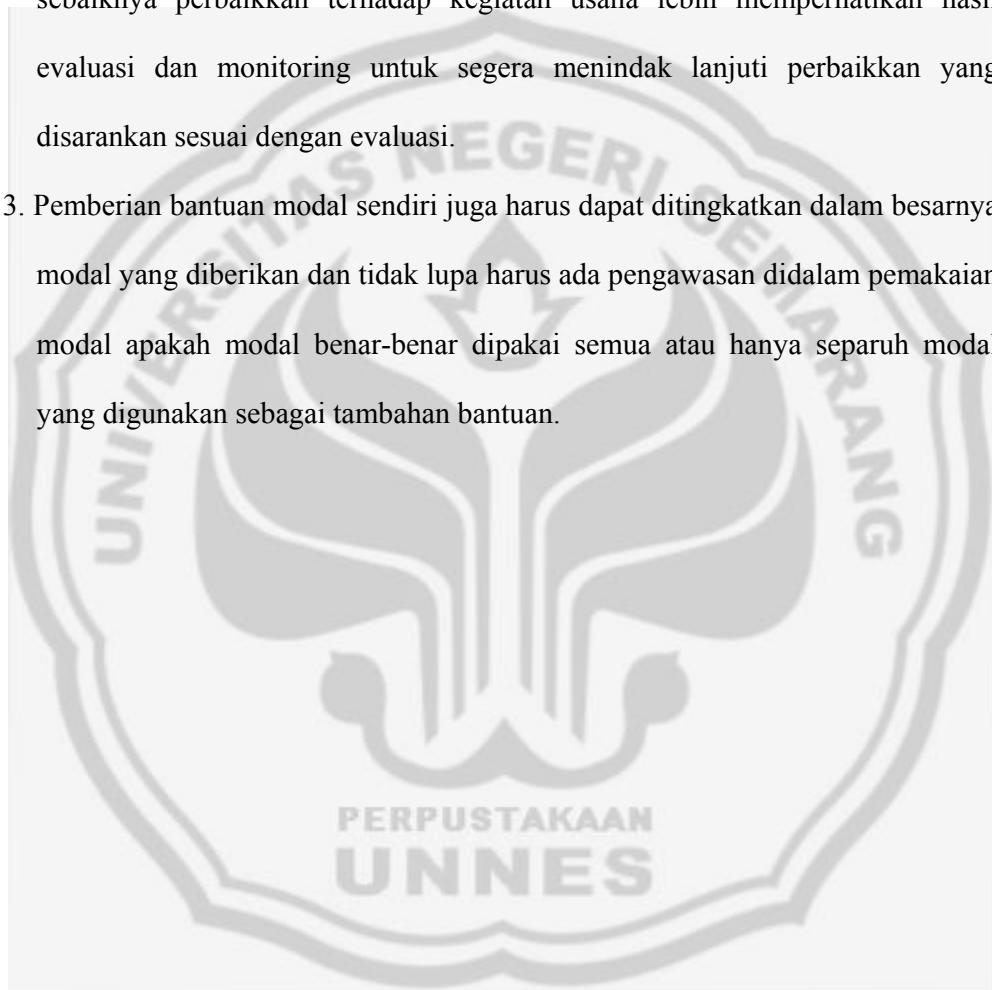 sebaiknya perbaikkan terhadap kegiatan usaha lebih memperhatikan hasil
evaluasi dan monitoring untuk segera menindak lanjuti perbaikkan yang
disarankan sesuai dengan evaluasi.
3. Pemberian bantuan modal sendiri juga harus dapat ditingkatkan dalam besarnya
modal yang diberikan dan tidak lupa harus ada pengawasan didalam pemakaian
modal apakah modal benar-benar dipakai semua atau hanya separuh modal
yang digunakan sebagai tambahan bantuan.
UNIVERSITAS NEGERI SEMARANG
PERPUSTAKAAN
UNNES